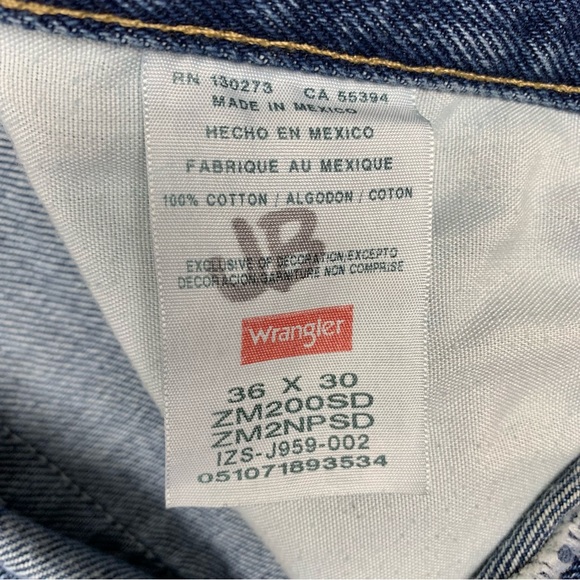 RN 130273 CA 55394
MADE IN MEXICO
HECHO EN MEXICO
FABRIQUE AU MEXIQUE
100% COTTON / ALGODON / COTON
JB
EXCLUSIVE OF DECORATION/EXCEPTO
DECORACION/GARNITURE NON COMPRISE
Wrangler
36 X 30
ZM200SD
ZM2NPSD
IZS-J959-002
051071893534